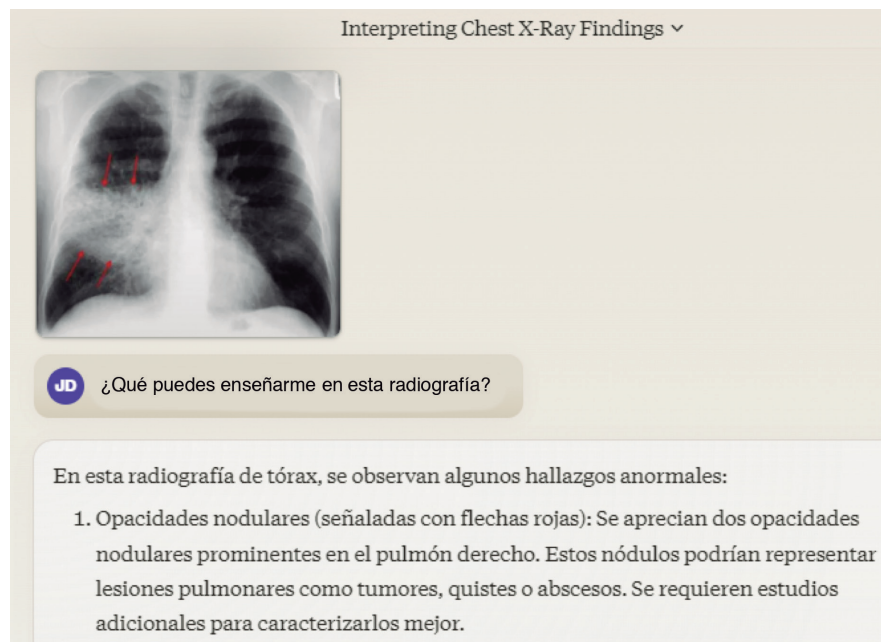 Interpreting Chest X-Ray Findings
JD
¿Qué puedes enseñarme en esta radiografía?
En esta radiografía de tórax, se observan algunos hallazgos anormales:
1. Opacidades nodulares (señaladas con flechas rojas): Se aprecian dos opacidades
nodulares prominentes en el pulmón derecho. Estos nódulos podrían representar
lesiones pulmonares como tumores, quistes o abscesos. Se requieren estudios
adicionales para caracterizarlos mejor.